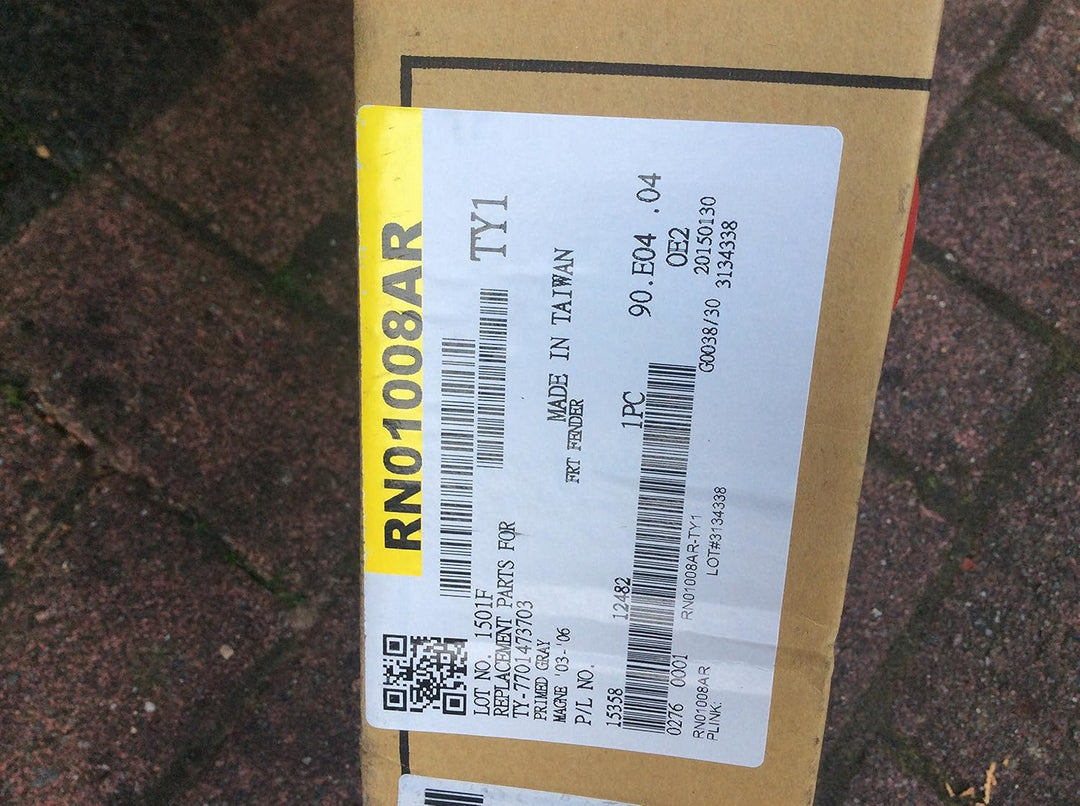 RN01008AR
LOT NO. 1501F TY1
REPLACEMENT PARTS FOR
TY-7701473703
PRIMED GRAY MADE IN TAIWAN
MAGNE '03-'06 FRT FENDER
P/L NO.
15358 12482 1PC 90.E04 .04
OE2
0276 0001 G0038/30 20150130
RN01008AR RN01008AR-TY1 3134338
PLINK: LOT#3134338